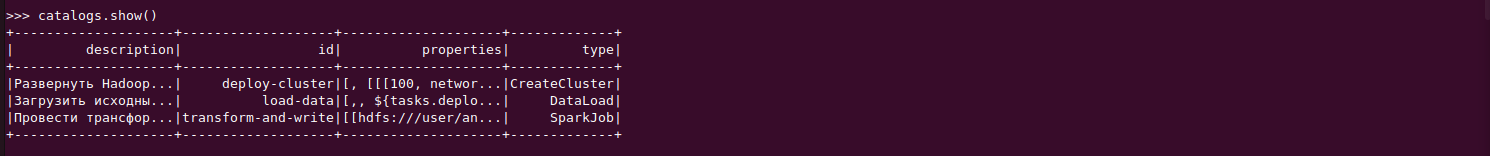 >>> catalogs.show()
+--------------------+-------------------+--------------------+-------------+
|         description|                 id|          properties|         type|
+--------------------+-------------------+--------------------+-------------+
|Развернуть Hadoop...|     deploy-cluster|[, [[[100, networ...|CreateCluster|
|Загрузить исходны...|          load-data|[,, ${tasks.deplo...|     DataLoad|
|Провести трансфор...|transform-and-write|[[hdfs:///user/an...|     SparkJob|
+--------------------+-------------------+--------------------+-------------+